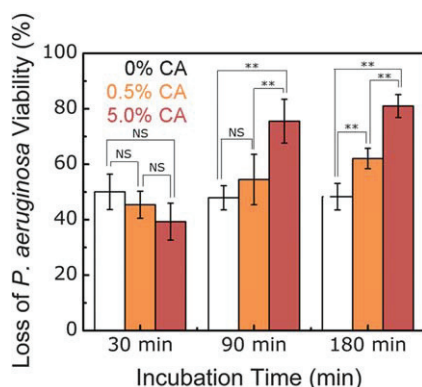 Loss of P. aeruginosa Viability (%)
100
80
60
40
20
0
0% CA
0.5% CA
5.0% CA
NS
NS
NS
**
NS
**
**
**
**
30 min
90 min
180 min
Incubation Time (min)